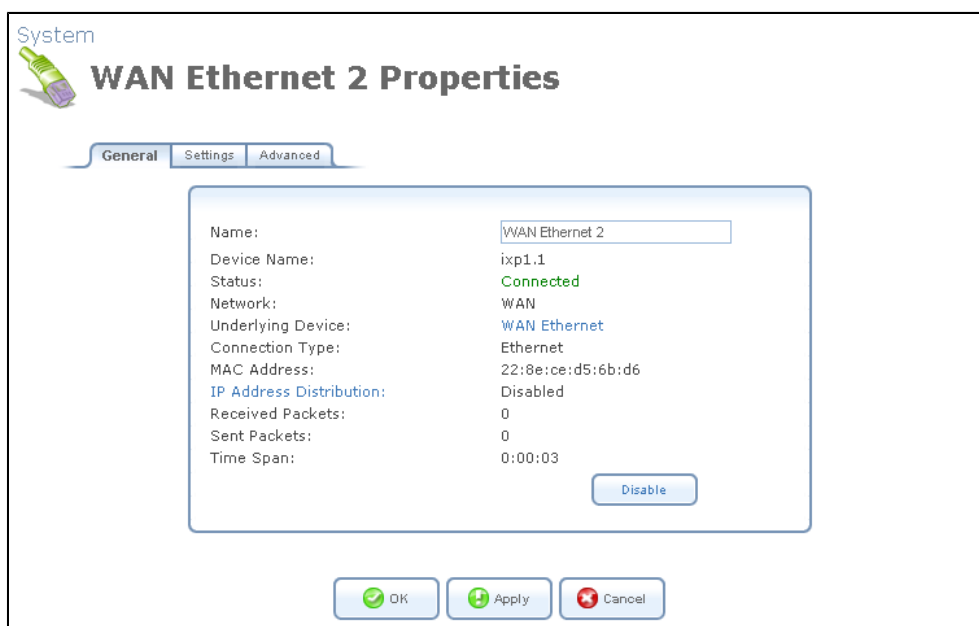 System
WAN Ethernet 2 Properties
General Settings Advanced
Name: WAN Ethernet 2
Device Name: ixp1.1
Status: Connected
Network: WAN
Underlying Device: WAN Ethernet
Connection Type: Ethernet
MAC Address: 22:8e:ce:d5:6b:d6
IP Address Distribution: Disabled
Received Packets: 0
Sent Packets: 0
Time Span: 0:00:03
Disable
OK Apply Cancel